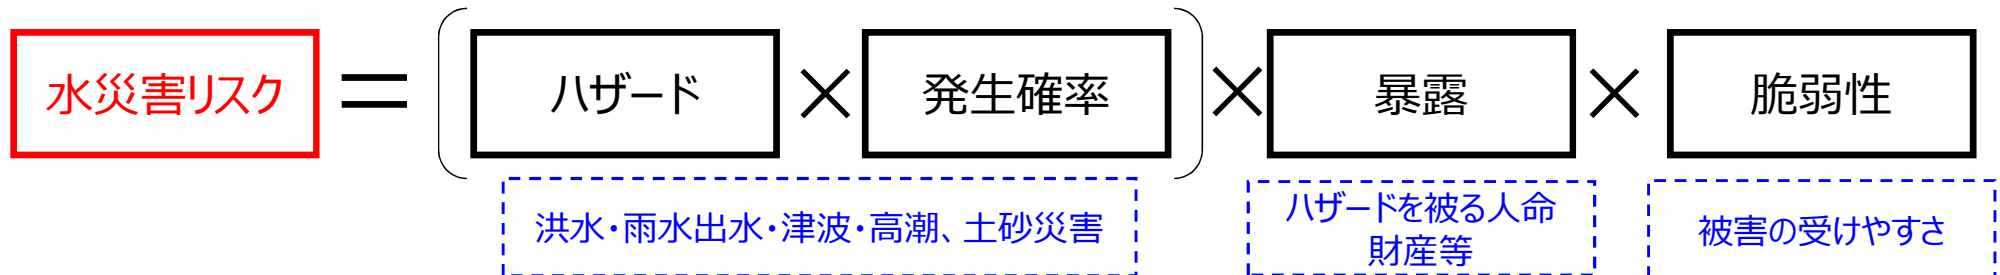 水災害リスク = ( ハザード × 発生確率 ) × 暴露 × 脆弱性
洪水・雨水出水・津波・高潮、土砂災害
ハザードを被る人命
財産等
被害の受けやすさ